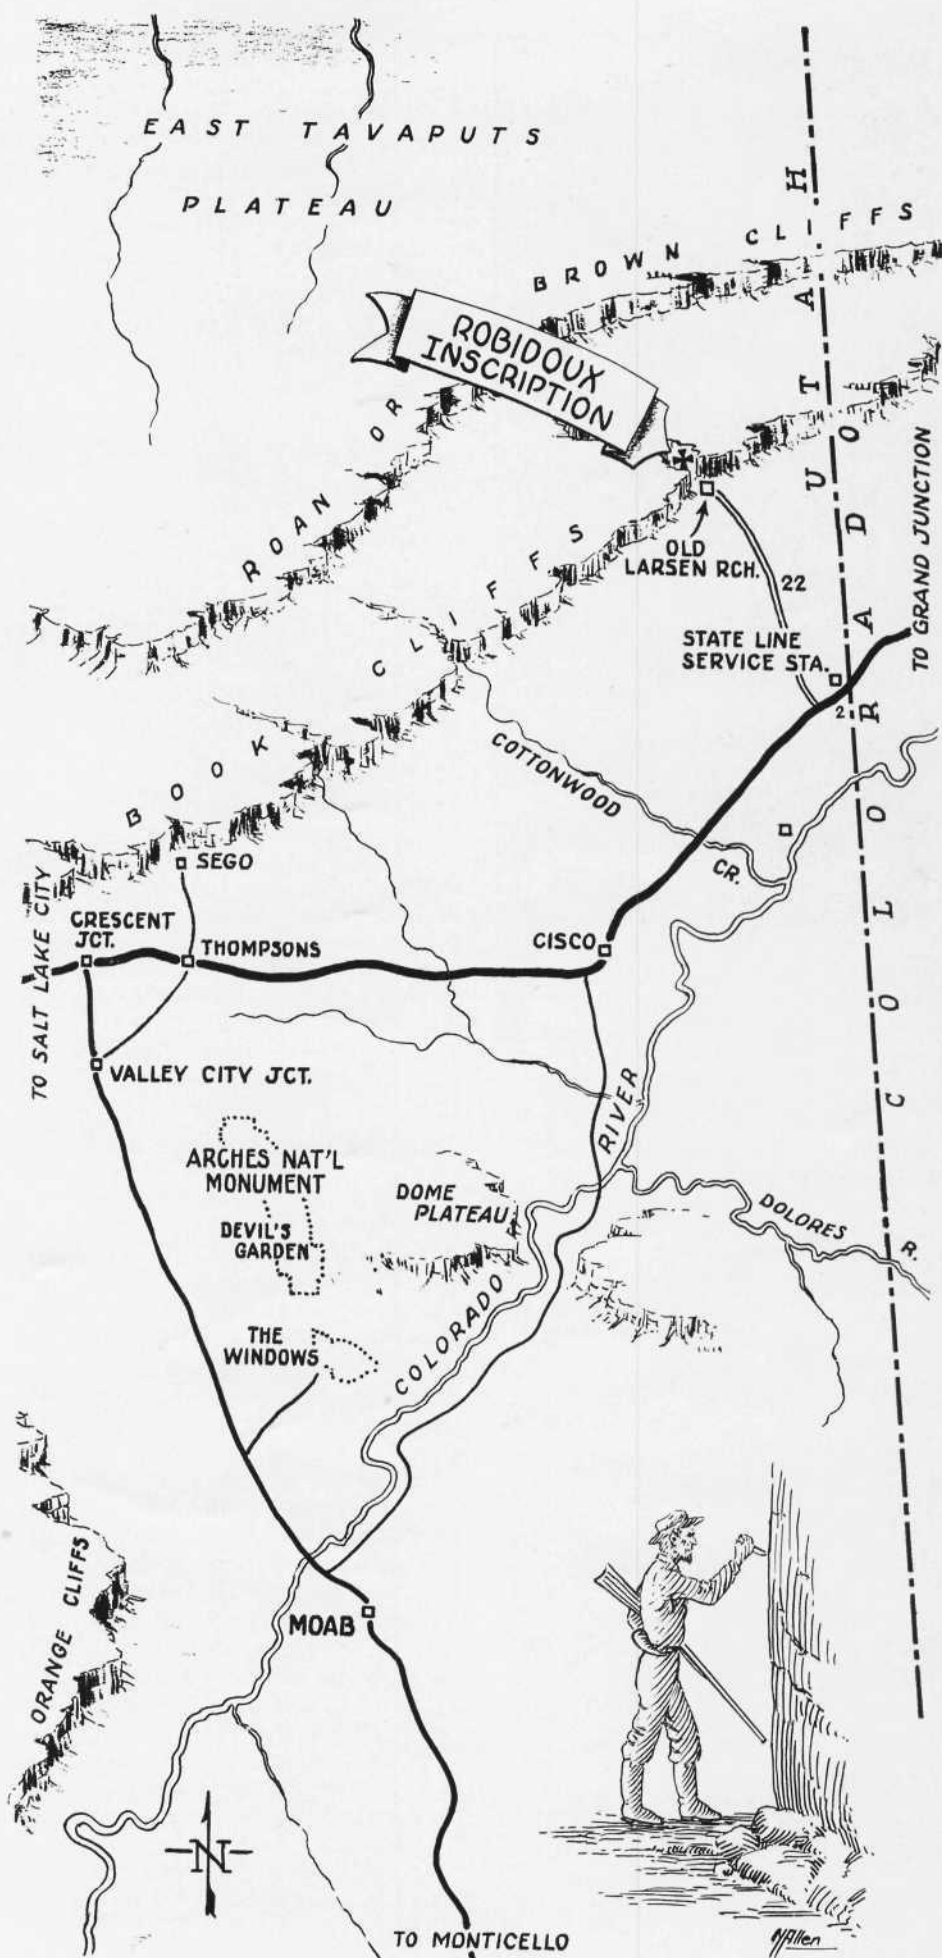 EAST TAVAPUTS
PLATEAU
UTAH
COLORADO
BROWN CLIFFS
ROBIDOUX
INSCRIPTION
ROAN OR
BOOK CLIFFS
OLD
LARSEN RCH.
22
TO GRAND JUNCTION
STATE LINE
SERVICE STA.
2
COTTONWOOD
CR.
SEGO
TO SALT LAKE CITY
CRESCENT
JCT.
THOMPSONS
CISCO
VALLEY CITY JCT.
COLORADO RIVER
ARCHES NAT'L
MONUMENT
DEVIL'S
GARDEN
DOME
PLATEAU
DOLORES R.
THE
WINDOWS
ORANGE CLIFFS
MOAB
N
TO MONTICELLO
NAllen